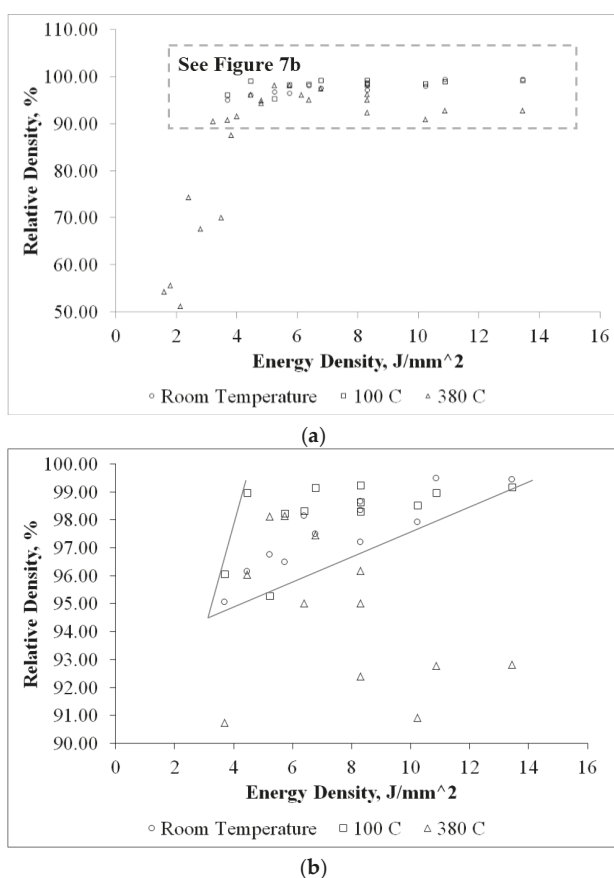 See Figure 7b
100.00
90.00
80.00
70.00
60.00
50.00
Relative Density, %
0 2 4 6 8 10 12 14 16
Energy Density, J/mm^2
Room Temperature 100 C 380 C
(a)
100.00
99.00
98.00
97.00
96.00
95.00
94.00
93.00
92.00
91.00
90.00
Relative Density, %
0 2 4 6 8 10 12 14 16
Energy Density, J/mm^2
Room Temperature 100 C 380 C
(b)